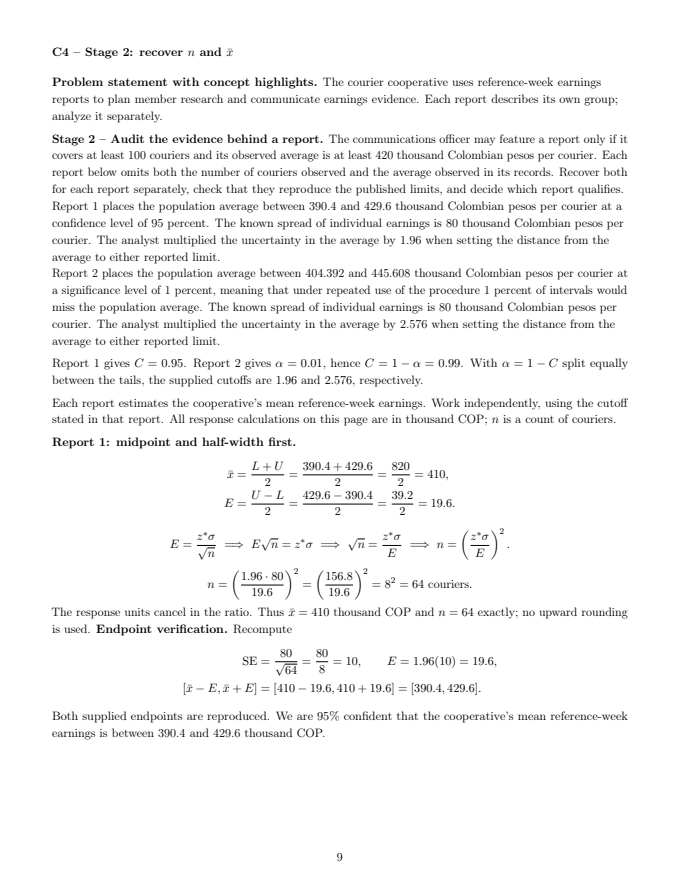 C4 – Stage 2: recover n and x̄
Problem statement with concept highlights. The courier cooperative uses reference-week earnings
reports to plan member research and communicate earnings evidence. Each report describes its own group;
analyze it separately.
Stage 2 – Audit the evidence behind a report. The communications officer may feature a report only if it
covers at least 100 couriers and its observed average is at least 420 thousand Colombian pesos per courier. Each
report below omits both the number of couriers observed and the average observed in its records. Recover both
for each report separately, check that they reproduce the published limits, and decide which report qualifies.
Report 1 places the population average between 390.4 and 429.6 thousand Colombian pesos per courier at a
confidence level of 95 percent. The known spread of individual earnings is 80 thousand Colombian pesos per
courier. The analyst multiplied the uncertainty in the average by 1.96 when setting the distance from the
average to either reported limit.
Report 2 places the population average between 404.392 and 445.608 thousand Colombian pesos per courier at
a significance level of 1 percent, meaning that under repeated use of the procedure 1 percent of intervals would
miss the population average. The known spread of individual earnings is 80 thousand Colombian pesos per
courier. The analyst multiplied the uncertainty in the average by 2.576 when setting the distance from the
average to either reported limit.
Report 1 gives C = 0.95. Report 2 gives α = 0.01, hence C = 1 − α = 0.99. With α = 1 − C split equally
between the tails, the supplied cutoffs are 1.96 and 2.576, respectively.
Each report estimates the cooperative's mean reference-week earnings. Work independently, using the cutoff
stated in that report. All response calculations on this page are in thousand COP; n is a count of couriers.
Report 1: midpoint and half-width first.
x̄ = (L + U)/2 = (390.4 + 429.6)/2 = 820/2 = 410,
E = (U − L)/2 = (429.6 − 390.4)/2 = 39.2/2 = 19.6.
E = z*σ/√n ⟹ E√n = z*σ ⟹ √n = z*σ/E ⟹ n = (z*σ/E)².
n = (1.96 · 80/19.6)² = (156.8/19.6)² = 8² = 64 couriers.
The response units cancel in the ratio. Thus x̄ = 410 thousand COP and n = 64 exactly; no upward rounding
is used. Endpoint verification. Recompute
SE = 80/√64 = 80/8 = 10, E = 1.96(10) = 19.6,
[x̄ − E, x̄ + E] = [410 − 19.6, 410 + 19.6] = [390.4, 429.6].
Both supplied endpoints are reproduced. We are 95% confident that the cooperative's mean reference-week
earnings is between 390.4 and 429.6 thousand COP.
9